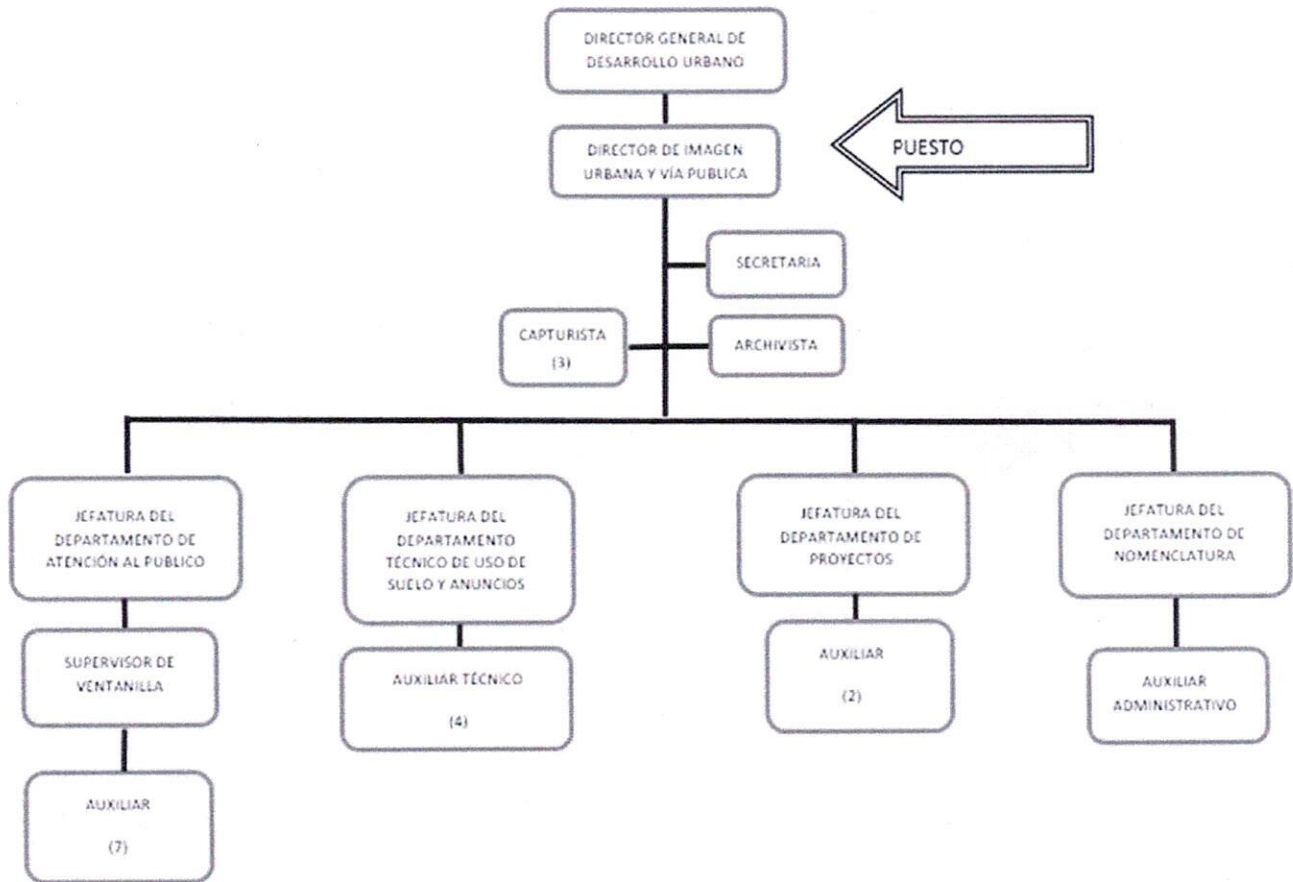 DIRECTOR GENERAL DE
DESARROLLO URBANO
DIRECTOR DE IMAGEN
URBANA Y VÍA PUBLICA
PUESTO
SECRETARIA
CAPTURISTA
(3)
ARCHIVISTA
JEFATURA DEL
DEPARTAMENTO DE
ATENCIÓN AL PUBLICO
JEFATURA DEL
DEPARTAMENTO
TÉCNICO DE USO DE
SUELO Y ANUNCIOS
JEFATURA DEL
DEPARTAMENTO DE
PROYECTOS
JEFATURA DEL
DEPARTAMENTO DE
NOMENCLATURA
SUPERVISOR DE
VENTANILLA
AUXILIAR TÉCNICO
(4)
AUXILIAR
(2)
AUXILIAR
ADMINISTRATIVO
AUXILIAR
(7)